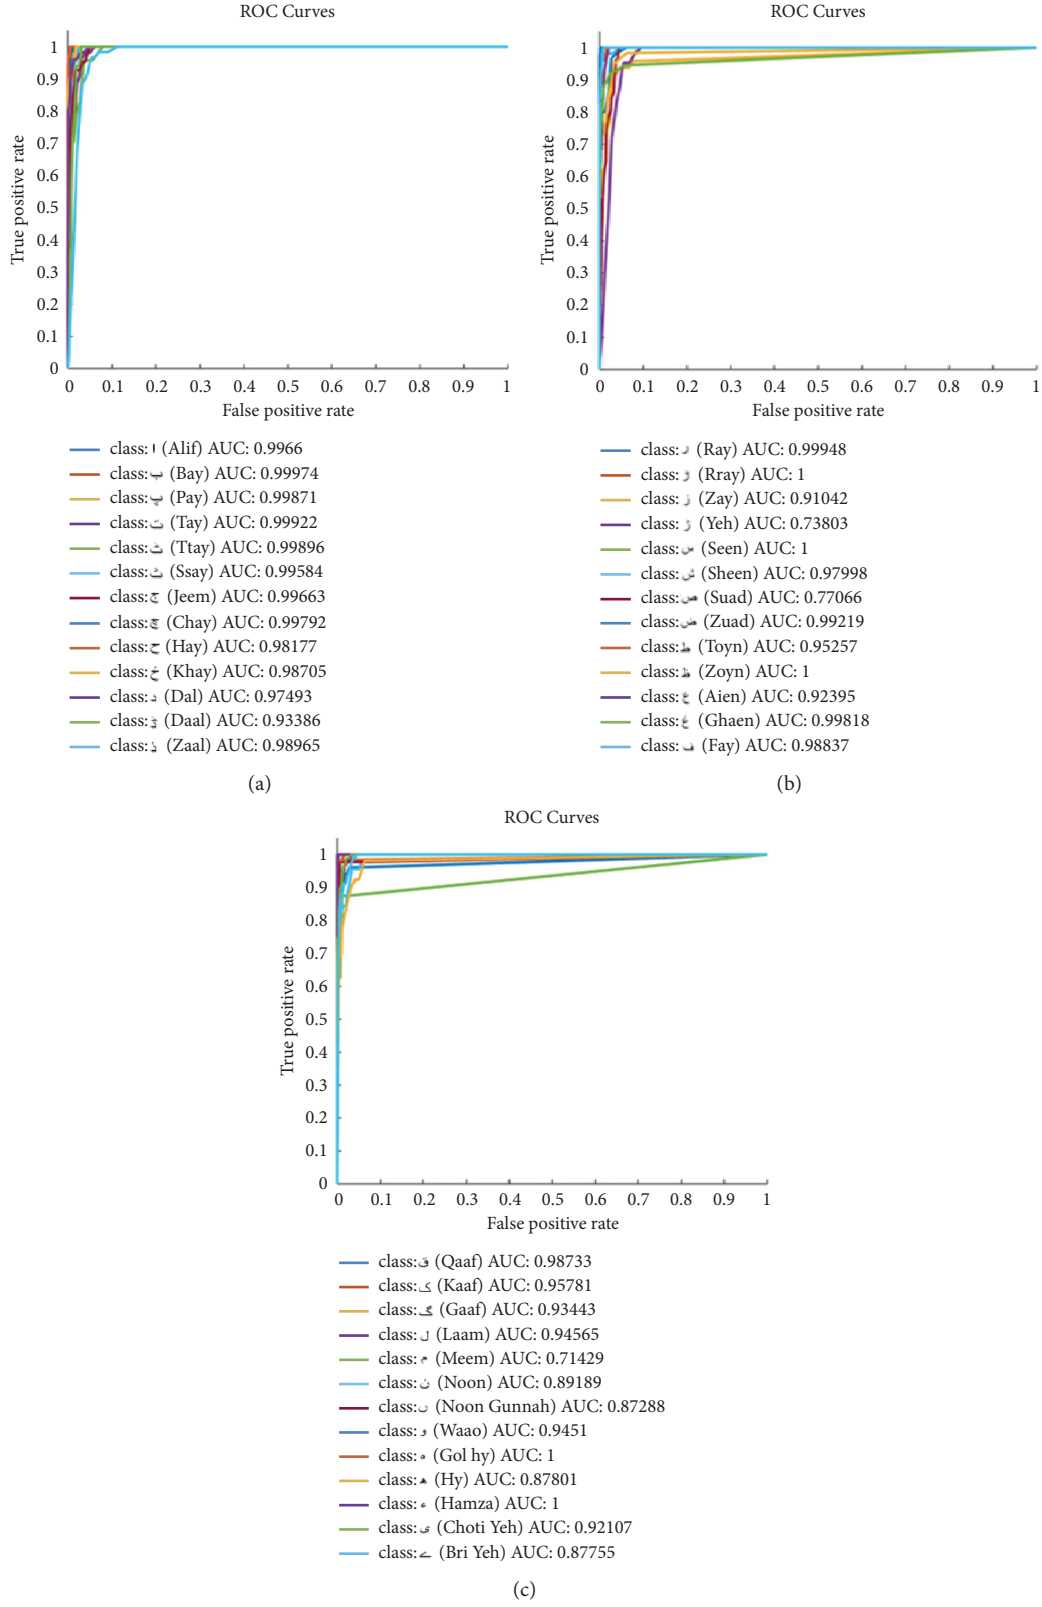 ROC Curves
1
0.9
0.8
0.7
0.6
0.5
0.4
0.3
0.2
0.1
0
True positive rate
0 0.1 0.2 0.3 0.4 0.5 0.6 0.7 0.8 0.9 1
False positive rate
class: ا (Alif) AUC: 0.9966
class: ب (Bay) AUC: 0.99974
class: پ (Pay) AUC: 0.99871
class: ت (Tay) AUC: 0.99922
class: ٹ (Ttay) AUC: 0.99896
class: ث (Ssay) AUC: 0.99584
class: ج (Jeem) AUC: 0.99663
class: چ (Chay) AUC: 0.99792
class: ح (Hay) AUC: 0.98177
class: خ (Khay) AUC: 0.98705
class: د (Dal) AUC: 0.97493
class: ڈ (Daal) AUC: 0.93386
class: ذ (Zaal) AUC: 0.98965
(a)
ROC Curves
1
0.9
0.8
0.7
0.6
0.5
0.4
0.3
0.2
0.1
0
True positive rate
0 0.1 0.2 0.3 0.4 0.5 0.6 0.7 0.8 0.9 1
False positive rate
class: ر (Ray) AUC: 0.99948
class: ڑ (Rray) AUC: 1
class: ز (Zay) AUC: 0.91042
class: ژ (Yeh) AUC: 0.73803
class: س (Seen) AUC: 1
class: ش (Sheen) AUC: 0.97998
class: ص (Suad) AUC: 0.77066
class: ض (Zuad) AUC: 0.99219
class: ط (Toyn) AUC: 0.95257
class: ظ (Zoyn) AUC: 1
class: ع (Aien) AUC: 0.92395
class: غ (Ghaen) AUC: 0.99818
class: ف (Fay) AUC: 0.98837
(b)
ROC Curves
1
0.9
0.8
0.7
0.6
0.5
0.4
0.3
0.2
0.1
0
True positive rate
0 0.1 0.2 0.3 0.4 0.5 0.6 0.7 0.8 0.9 1
False positive rate
class: ق (Qaaf) AUC: 0.98733
class: ک (Kaaf) AUC: 0.95781
class: گ (Gaaf) AUC: 0.93443
class: ل (Laam) AUC: 0.94565
class: م (Meem) AUC: 0.71429
class: ن (Noon) AUC: 0.89189
class: ں (Noon Gunnah) AUC: 0.87288
class: و (Waao) AUC: 0.9451
class: ہ (Gol hy) AUC: 1
class: ھ (Hy) AUC: 0.87801
class: ء (Hamza) AUC: 1
class: ی (Choti Yeh) AUC: 0.92107
class: ے (Bri Yeh) AUC: 0.87755
(c)